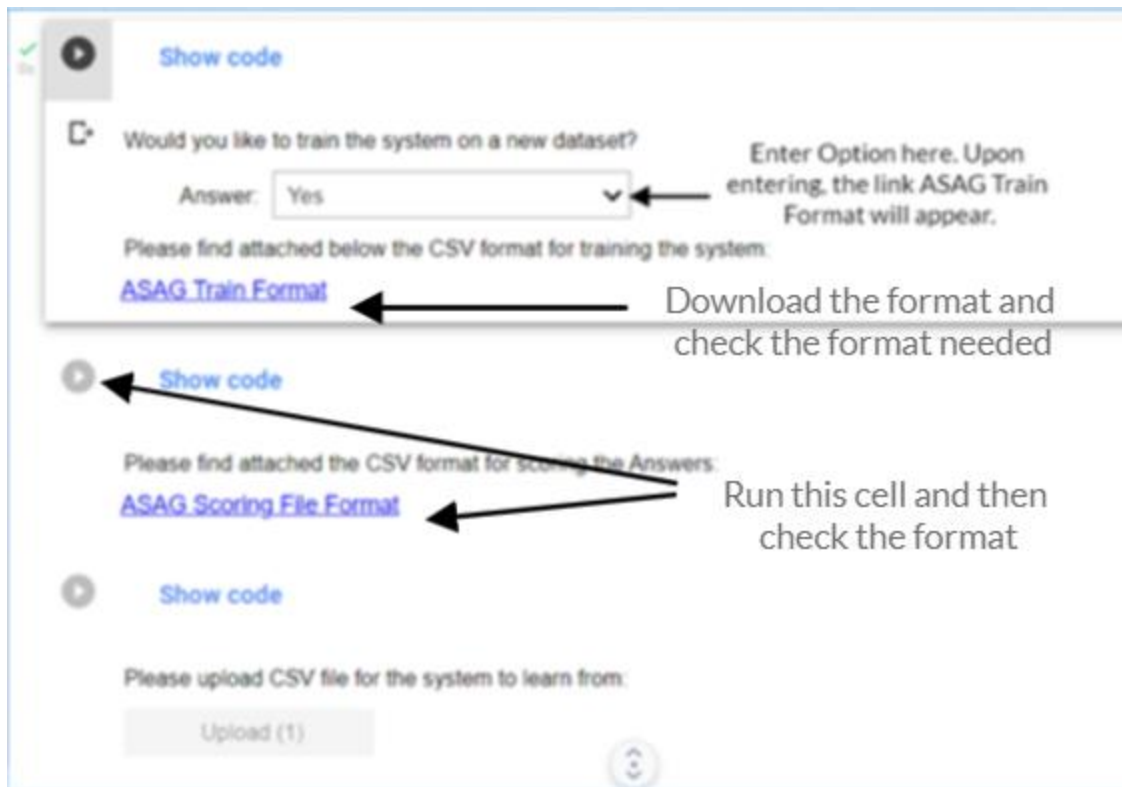 Show code
Would you like to train the system on a new dataset?
Enter Option here. Upon
entering, the link ASAG Train
Format will appear.
Answer: Yes
Please find attached below the CSV format for training the system:
ASAG Train Format
Download the format and
check the format needed
Show code
Please find attached the CSV format for scoring the Answers:
ASAG Scoring File Format
Run this cell and then
check the format
Show code
Please upload CSV file for the system to learn from:
Upload (1)